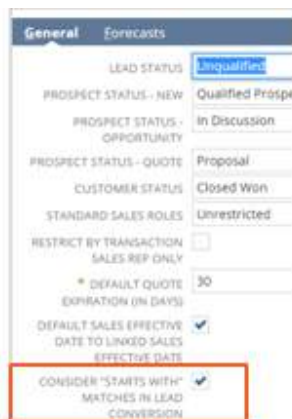 General Forecasts
LEAD STATUS Unqualified
PROSPECT STATUS - NEW Qualified Prospe
PROSPECT STATUS - In Discussion
OPPORTUNITY
PROSPECT STATUS - QUOTE Proposal
CUSTOMER STATUS Closed Won
STANDARD SALES ROLES Unrestricted
RESTRICT BY TRANSACTION
SALES REP ONLY
* DEFAULT QUOTE 30
EXPIRATION (IN DAYS)
DEFAULT SALES EFFECTIVE
DATE TO LINKED SALES
EFFECTIVE DATE
CONSIDER "STARTS WITH"
MATCHES IN LEAD
CONVERSION